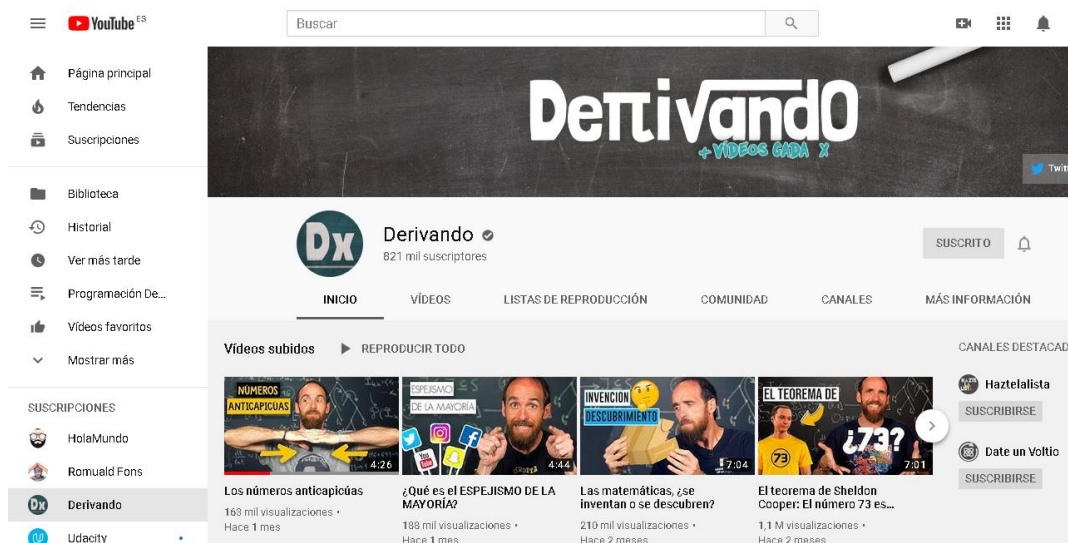 YouTube ES
Buscar
Página principal
Tendencias
Suscripciones
Biblioteca
Historial
Ver más tarde
Programación De...
Vídeos favoritos
Mostrar más
SUSCRIPCIONES
HolaMundo
Romuald Fons
Dx Derivando
Udacity
Deππivando
+ VÍDEOS CADA X
Twitt
Dx
Derivando
821 mil suscriptores
SUSCRITO
INICIO VÍDEOS LISTAS DE REPRODUCCIÓN COMUNIDAD CANALES MÁS INFORMACIÓN
Vídeos subidos REPRODUCIR TODO
NÚMEROS
ANTICAPICÚAS
4:26
Los números anticapicúas
163 mil visualizaciones •
Hace 1 mes
ESPEJISMO
DE LA MAYORÍA
You
Tube
4:44
¿Qué es el ESPEJISMO DE LA
MAYORÍA?
188 mil visualizaciones •
Hace 1 mes
INVENCIÓN
DESCUBRIMIENTO
7:04
Las matemáticas, ¿se
inventan o se descubren?
210 mil visualizaciones •
Hace 2 meses
EL TEOREMA DE
73
¿73?
7:01
El teorema de Sheldon
Cooper: El número 73 es...
1,1 M visualizaciones •
Hace 2 meses
CANALES DESTACAD
Haztelalista
SUSCRIBIRSE
Date un Voltio
SUSCRIBIRSE